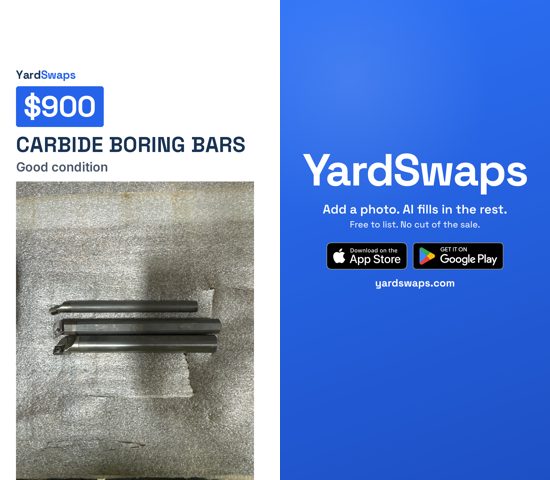 YardSwaps
$900
CARBIDE BORING BARS
Good condition
YardSwaps
Add a photo. AI fills in the rest.
Free to list. No cut of the sale.
Download on the
App Store
GET IT ON
Google Play
yardswaps.com